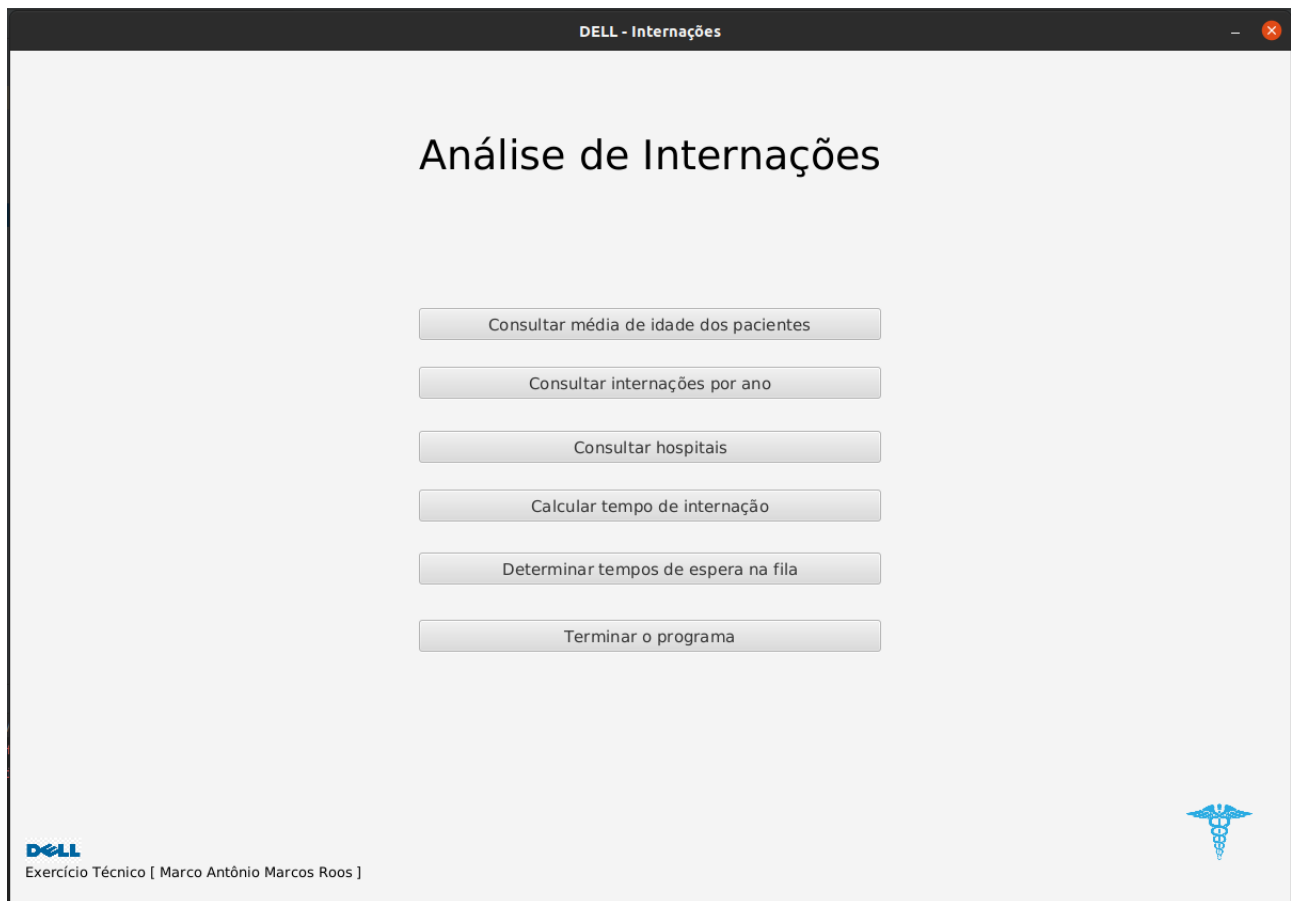 DELL - Internações
Análise de Internações
Consultar média de idade dos pacientes
Consultar internações por ano
Consultar hospitais
Calcular tempo de internação
Determinar tempos de espera na fila
Terminar o programa
DELL
Exercício Técnico [ Marco Antônio Marcos Roos ]